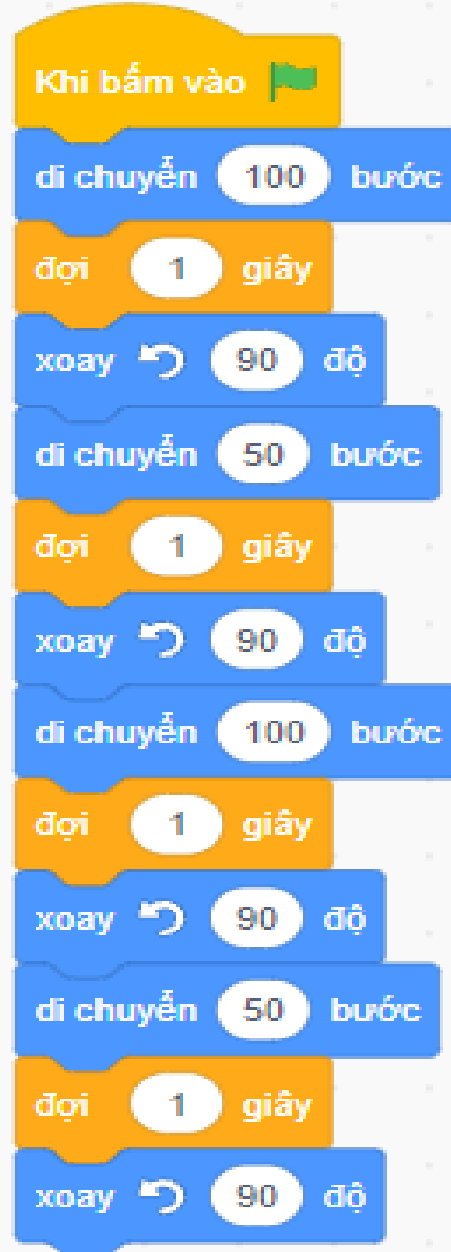 Khi bấm vào
di chuyển 100 bước
đợi 1 giây
xoay 90 độ
di chuyển 50 bước
đợi 1 giây
xoay 90 độ
di chuyển 100 bước
đợi 1 giây
xoay 90 độ
di chuyển 50 bước
đợi 1 giây
xoay 90 độ